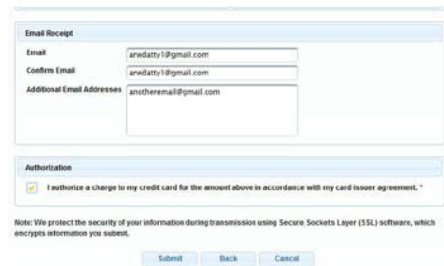 Email Receipt
Email arwdatty1@gmail.com
Confirm Email arwdatty1@gmail.com
Additional Email Addresses anotheremail@gmail.com
Authorization
I authorize a charge to my credit card for the amount above in accordance with my card issuer agreement. *
Note: We protect the security of your information during transmission using Secure Sockets Layer (SSL) software, which
encrypts information you submit.
Submit Back Cancel